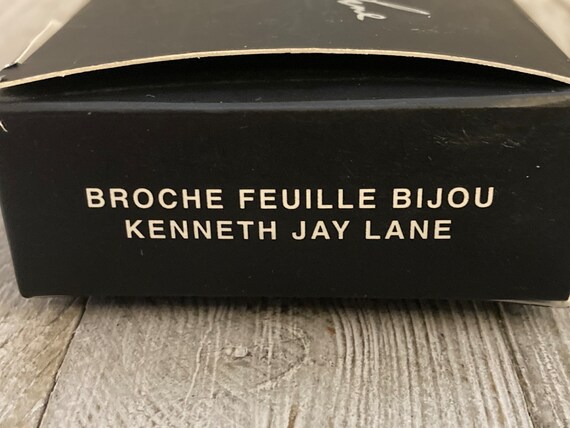 BROCHE FEUILLE BIJOU
KENNETH JAY LANE